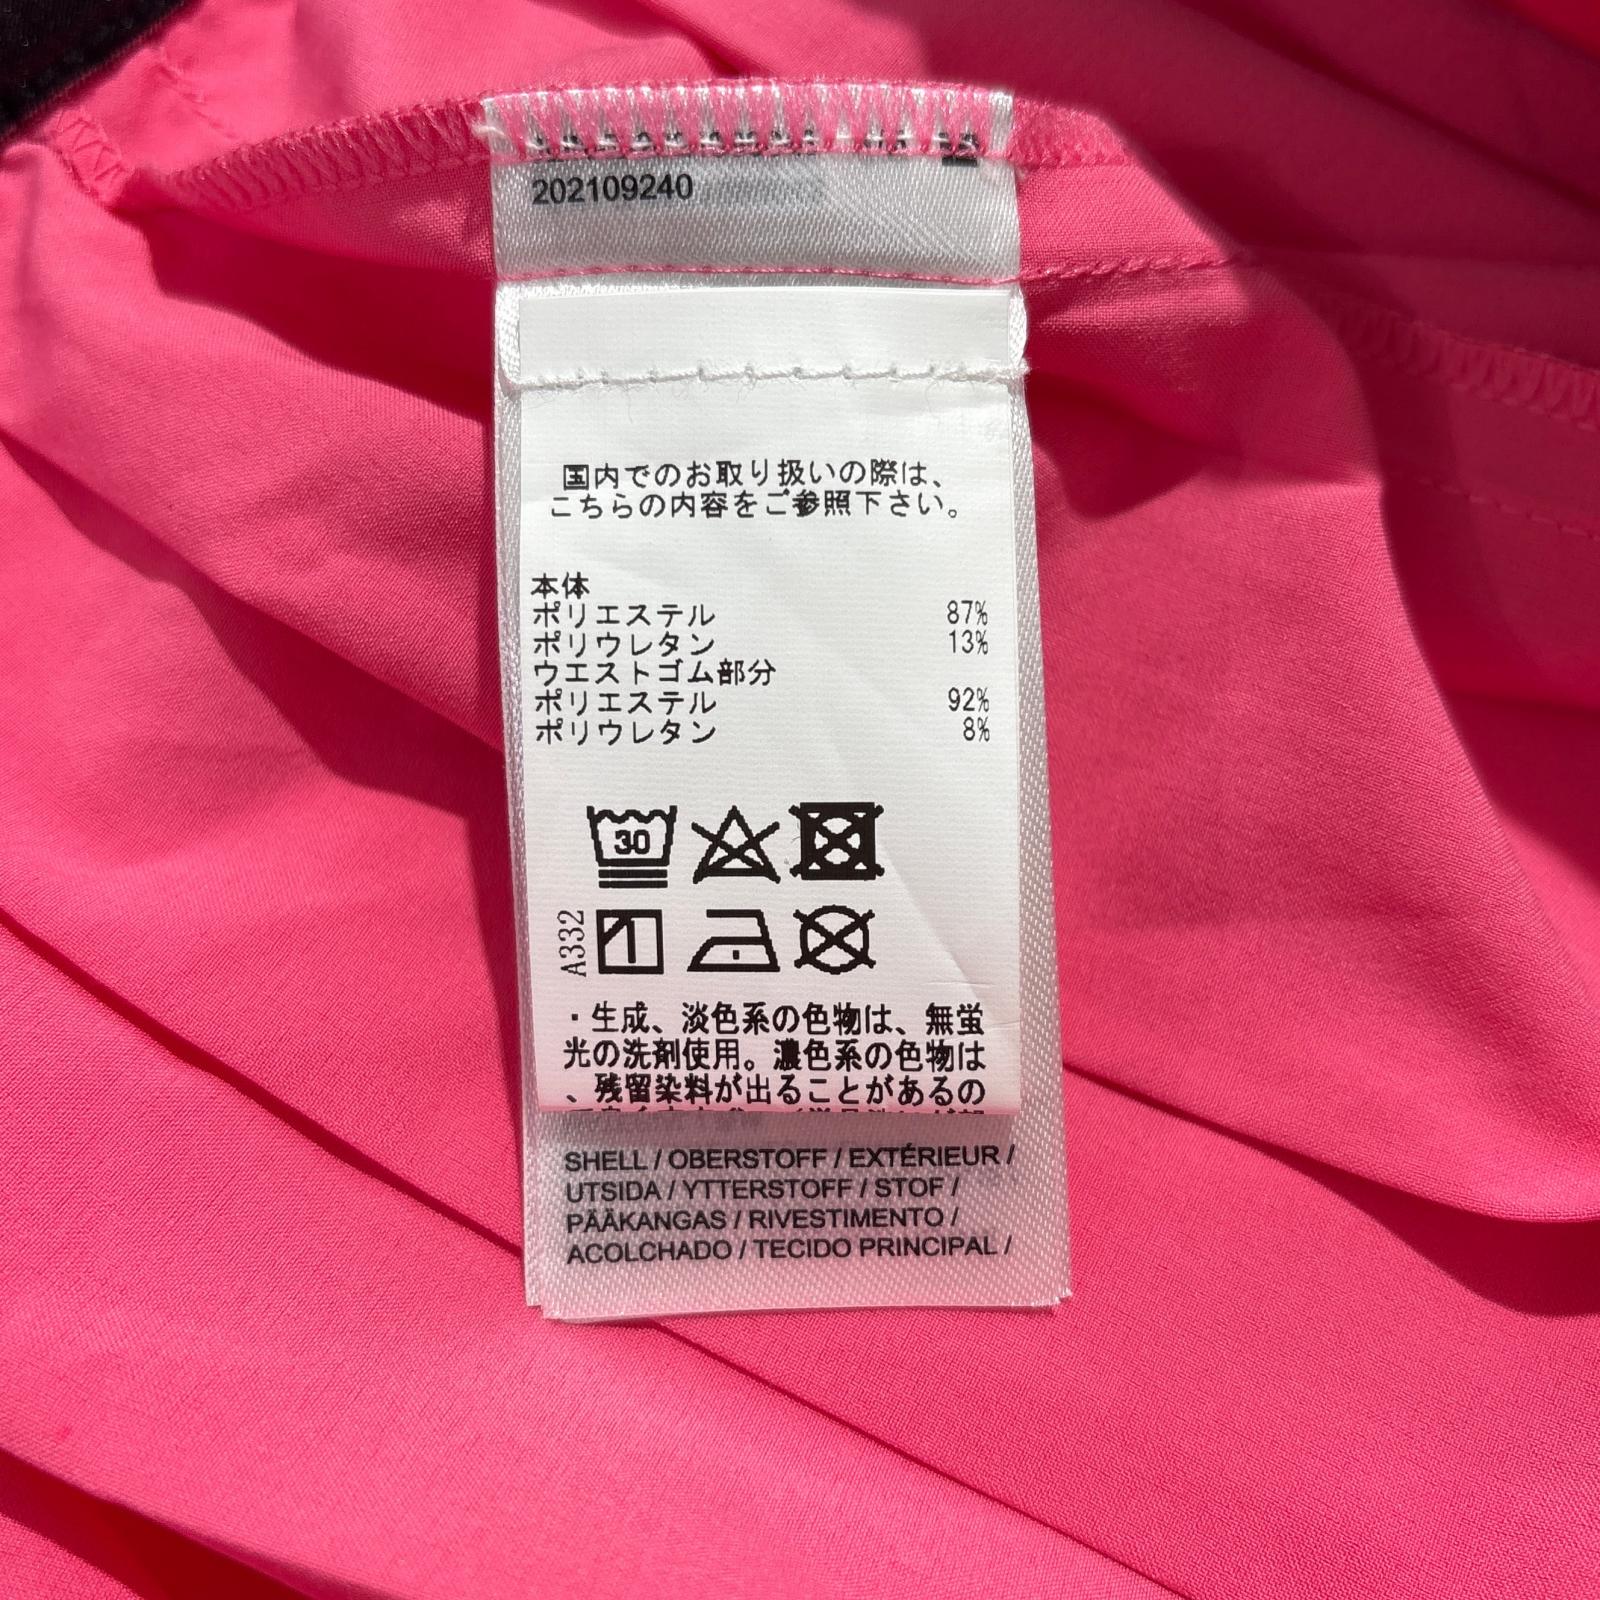 202109240
国内でのお取り扱いの際は、
こちらの内容をご参照下さい。
本体
ポリエステル 87%
ポリウレタン 13%
ウエストゴム部分
ポリエステル 92%
ポリウレタン 8%
30
A332
・生成、淡色系の色物は、無蛍
光の洗剤使用。濃色系の色物は
、残留染料が出ることがあるの
SHELL / OBERSTOFF / EXTÉRIEUR /
UTSIDA / YTTERSTOFF / STOF /
PÄÄKANGAS / RIVESTIMENTO /
ACOLCHADO / TECIDO PRINCIPAL /